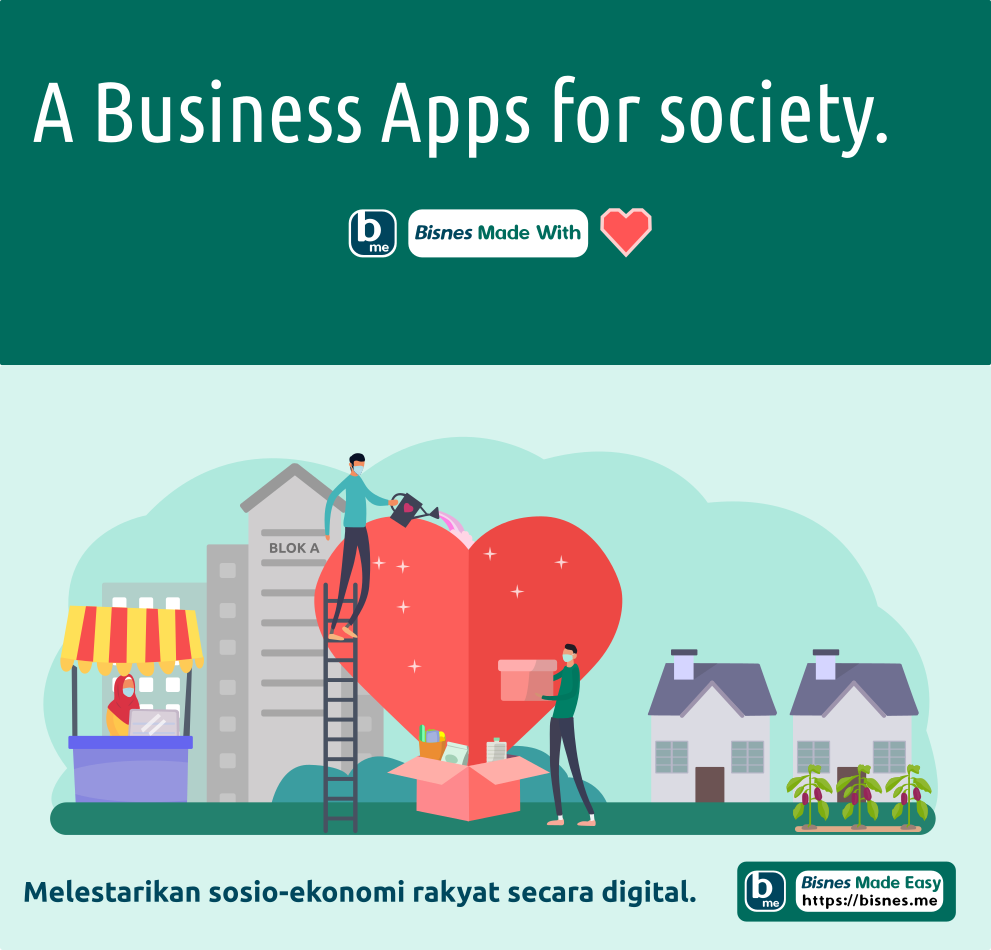 A Business Apps for society.
b me Bisnes Made With
BLOK A
Melestarikan sosio-ekonomi rakyat secara digital.
b me Bisnes Made Easy
https://bisnes.me